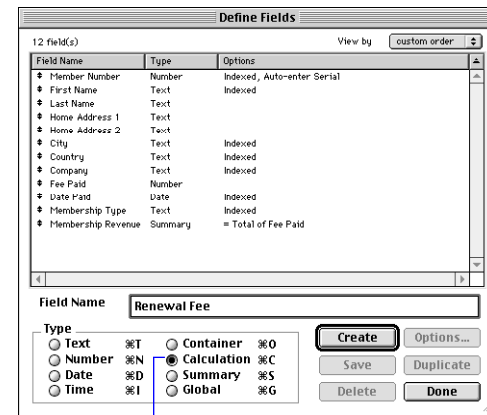 Define Fields
12 field(s) View by custom order
Field Name Type Options
Member Number Number Indexed, Auto-enter Serial
First Name Text Indexed
Last Name Text
Home Address 1 Text
Home Address 2 Text
City Text Indexed
Country Text Indexed
Company Text Indexed
Fee Paid Number
Date Paid Date Indexed
Membership Type Text Indexed
Membership Revenue Summary = Total of Fee Paid
Field Name Renewal Fee
Type
Text ⌘T Container ⌘O
Number ⌘N Calculation ⌘C
Date ⌘D Summary ⌘S
Time ⌘I Global ⌘G
Create Options...
Save Duplicate
Delete Done